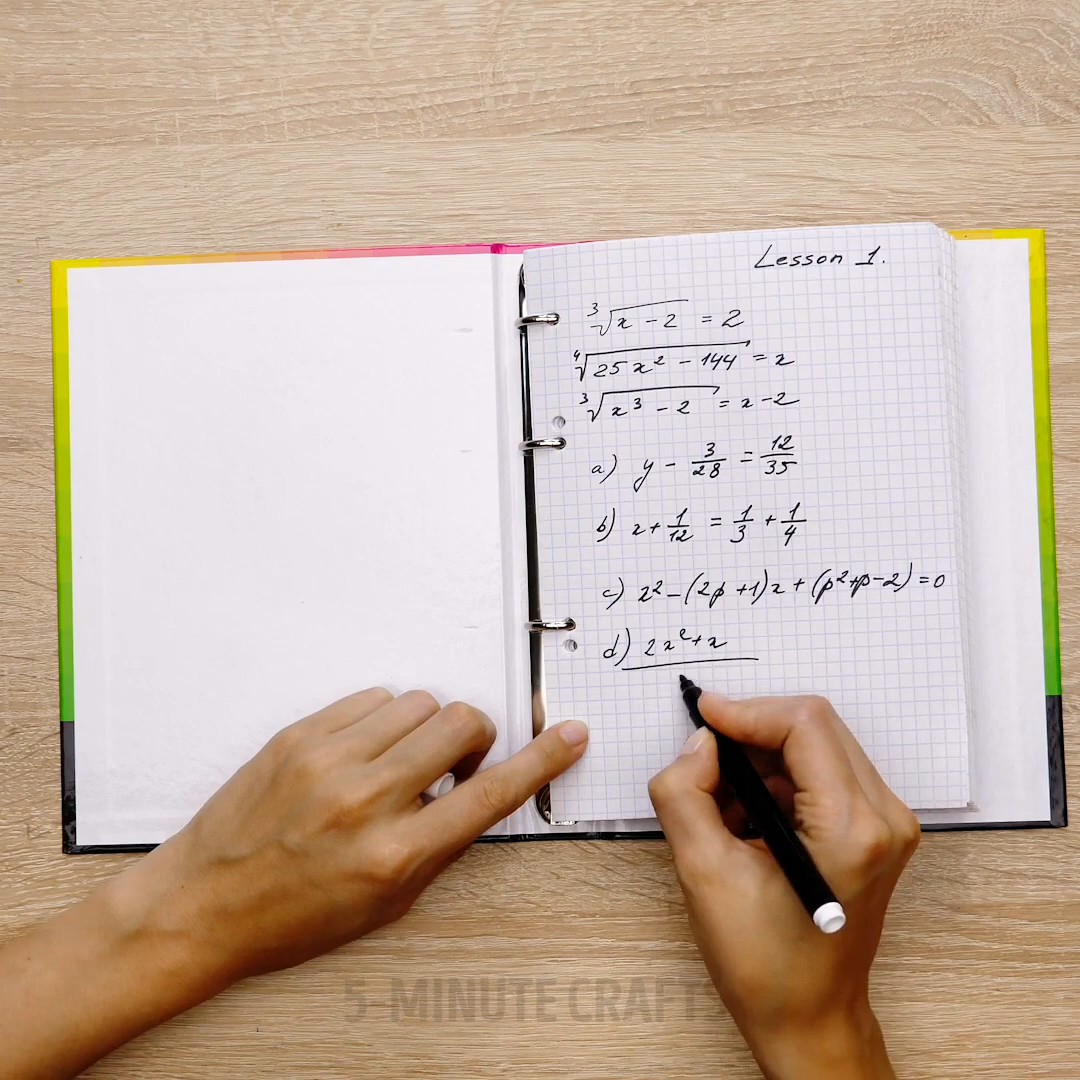 Lesson 1.
∛(x - 2) = 2
∜(25x² - 144) = x
∛(x³ - 2) = x - 2
a) y - 3/28 = 12/35
b) x + 1/12 = 1/3 + 1/4
c) x² - (2p + 1)x + (p² + p - 2) = 0
d) 2x² + x
5-MINUTE CRAFTS